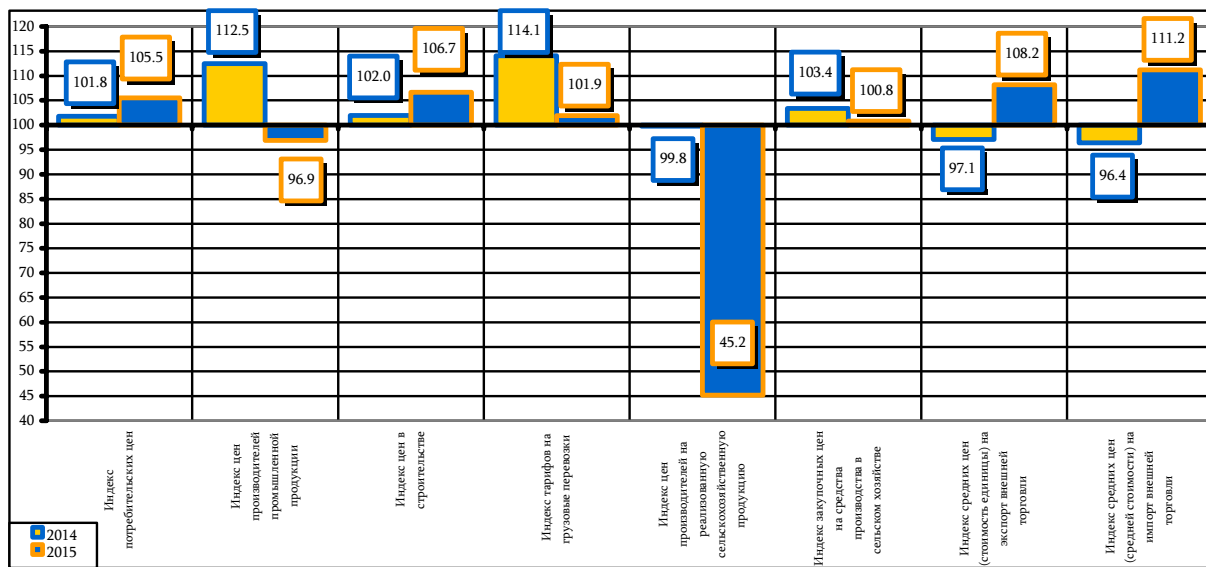 120
115
110
105
100
95
90
85
80
75
70
65
60
55
50
45
40
101.8
105.5
112.5
96.9
102.0
106.7
114.1
101.9
99.8
45.2
103.4
100.8
97.1
108.2
96.4
111.2
Индекс
потребительских цен
Индекс цен
производителей
промышленной
продукции
Индекс цен в
строительстве
Индекс тарифов на
грузовые перевозки
Индекс цен
производителей на
реализованную
сельскохозяйственную
продукцию
Индекс закупочных цен
на средства
производства в
сельском хозяйстве
Индекс средних цен
(стоимость единицы) на
экспорт внешней
торговли
Индекс средних цен
(средней стоимости) на
импорт внешней
торговли
2014
2015